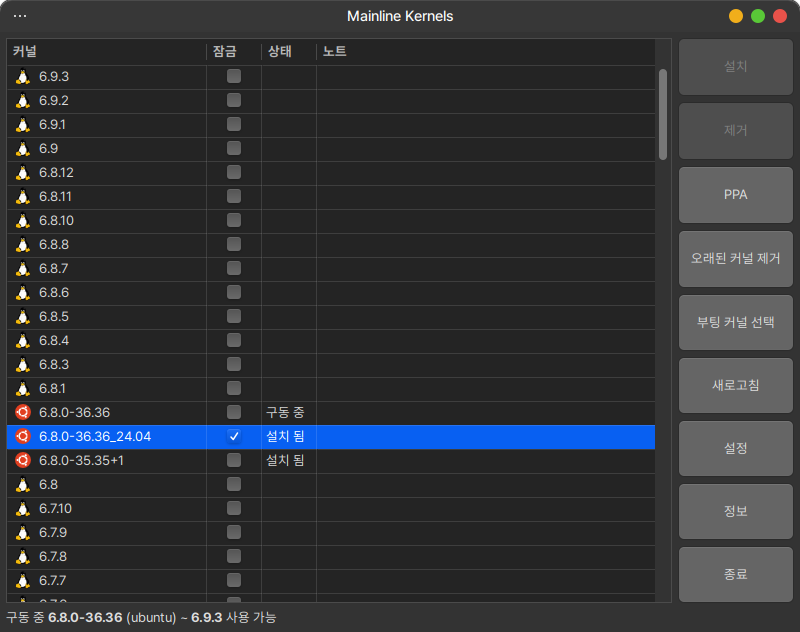 Mainline Kernels
커널 잠금 상태 노트
6.9.3
6.9.2
6.9.1
6.9
6.8.12
6.8.11
6.8.10
6.8.8
6.8.7
6.8.6
6.8.5
6.8.4
6.8.3
6.8.1
6.8.0-36.36 구동 중
6.8.0-36.36_24.04 설치 됨
6.8.0-35.35+1 설치 됨
6.8
6.7.10
6.7.9
6.7.8
6.7.7
설치
제거
PPA
오래된 커널 제거
부팅 커널 선택
새로고침
설정
정보
종료
구동 중 6.8.0-36.36 (ubuntu) ~ 6.9.3 사용 가능